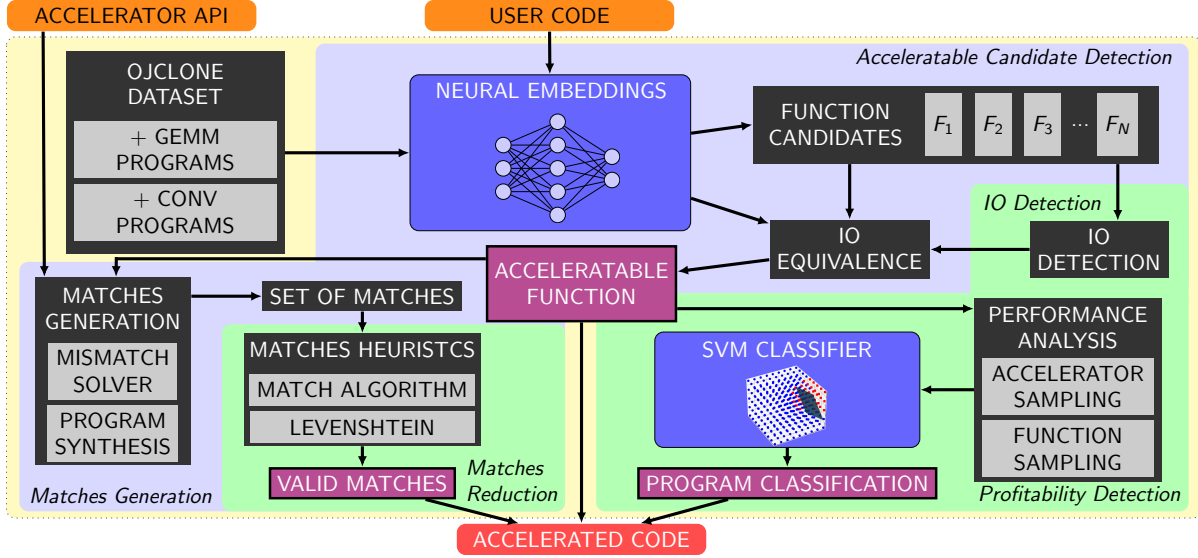 ACCELERATOR API
USER CODE
Acceleratable Candidate Detection
OJCLONE
DATASET
+ GEMM
PROGRAMS
+ CONV
PROGRAMS
NEURAL EMBEDDINGS
FUNCTION
CANDIDATES
F1
F2
F3
...
FN
IO Detection
IO
EQUIVALENCE
IO
DETECTION
ACCELERATABLE
FUNCTION
MATCHES
GENERATION
MISMATCH
SOLVER
PROGRAM
SYNTHESIS
Matches Generation
SET OF MATCHES
MATCHES HEURISTCS
MATCH ALGORITHM
LEVENSHTEIN
VALID MATCHES
Matches
Reduction
SVM CLASSIFIER
PROGRAM CLASSIFICATION
PERFORMANCE
ANALYSIS
ACCELERATOR
SAMPLING
FUNCTION
SAMPLING
Profitability Detection
ACCELERATED CODE